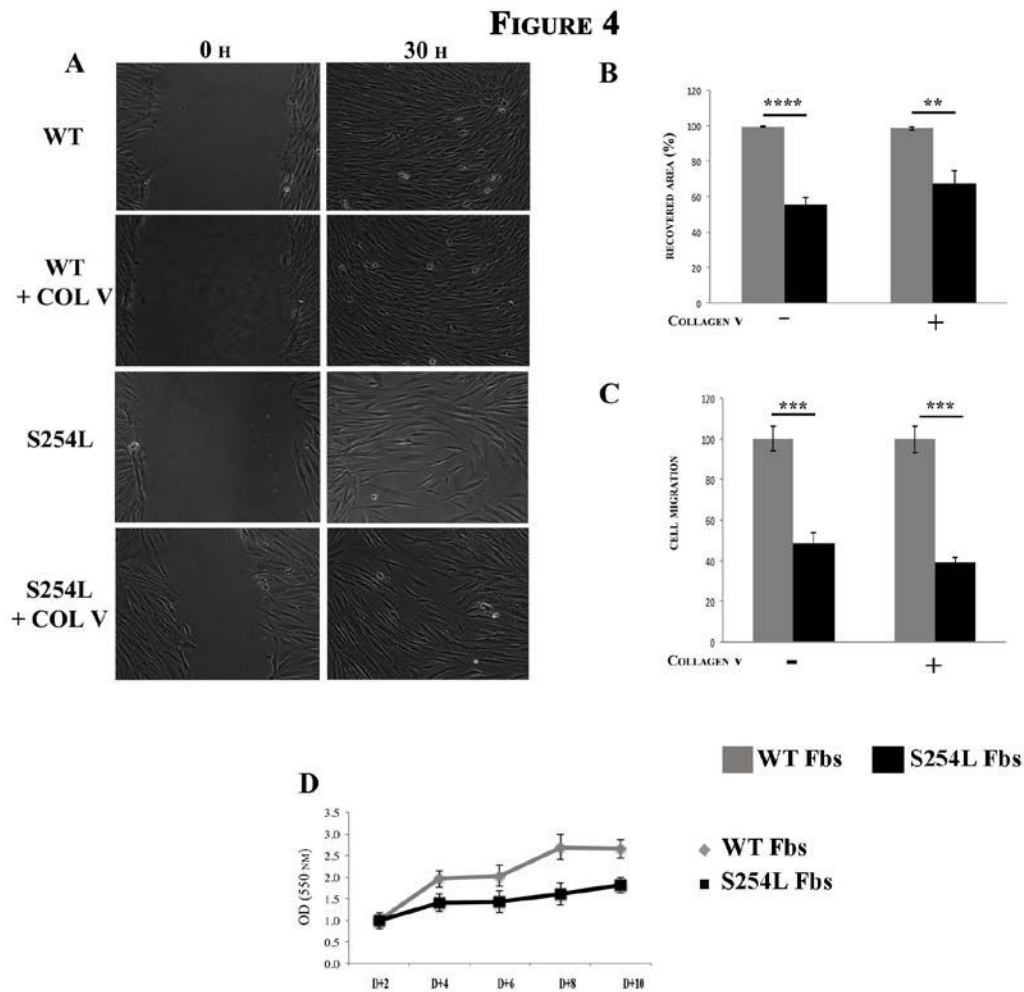 FIGURE 4
A
0 H
30 H
WT
WT
+ COL V
S254L
S254L
+ COL V
B
RECOVERED AREA (%)
120
100
80
60
40
20
0
****
**
COLLAGEN V
–
+
C
CELL MIGRATION
120
100
80
60
40
20
0
***
***
COLLAGEN V
-
+
WT Fbs
S254L Fbs
D
OD (550 NM)
3.5
3.0
2.5
2.0
1.5
1.0
0.5
0.0
D+2 D+4 D+6 D+8 D+10
WT Fbs
S254L Fbs